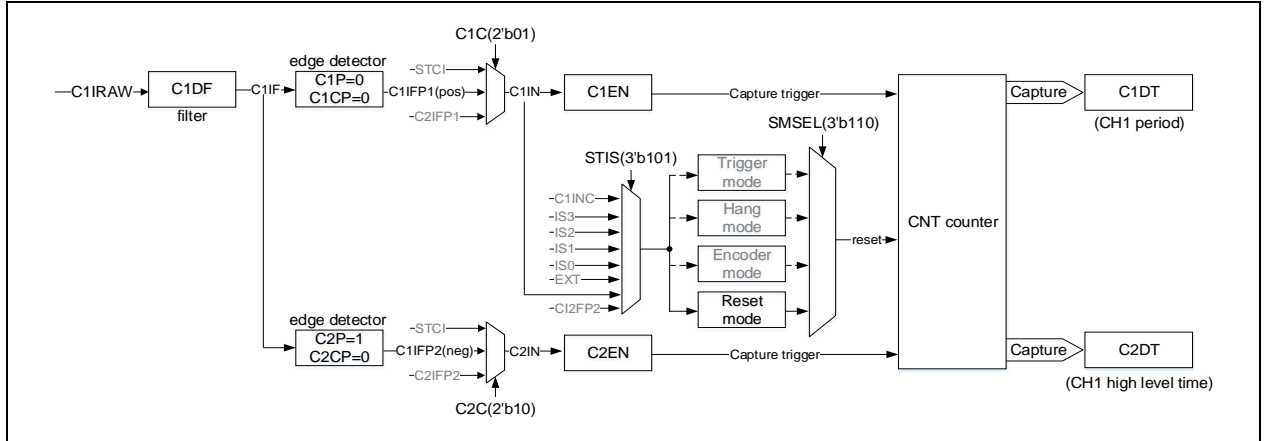 C1IRAW
C1DF
filter
C1IF
edge detector
C1P=0
C1CP=0
C1C(2'b01)
STCI
C1IFP1(pos)
C2IFP1
C1IN
C1EN
Capture trigger
STIS(3'b101)
C1INC
IS3
IS2
IS1
IS0
EXT
CI2FP2
SMSEL(3'b110)
Trigger
mode
Hang
mode
Encoder
mode
Reset
mode
reset
CNT counter
Capture
C1DT
(CH1 period)
edge detector
C2P=1
C2CP=0
STCI
C1IFP2(neg)
C2IFP2
C2IN
C2C(2'b10)
C2EN
Capture trigger
Capture
C2DT
(CH1 high level time)